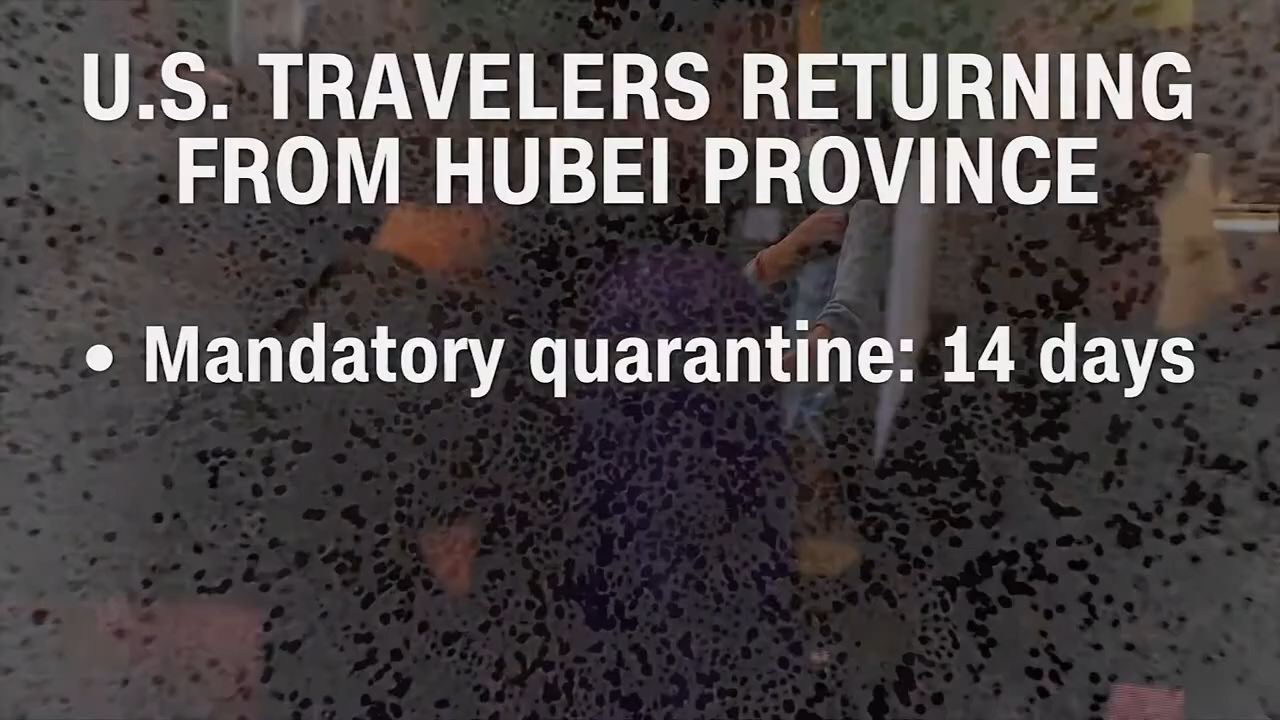 U.S. TRAVELERS RETURNING
FROM HUBEI PROVINCE
• Mandatory quarantine: 14 days